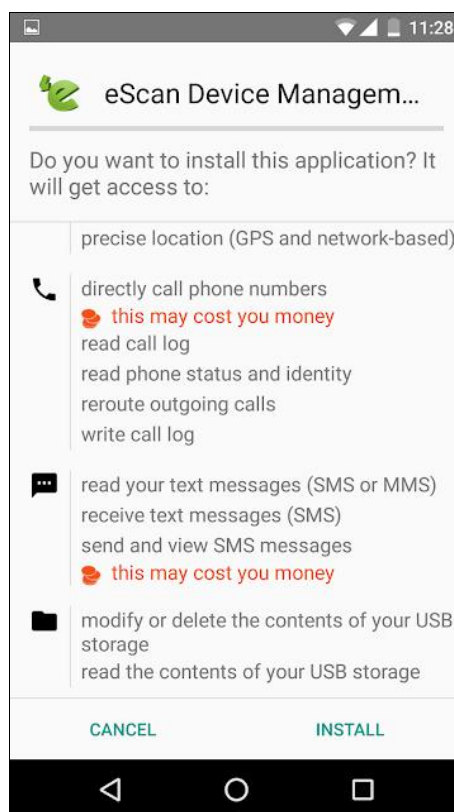 11:28
eScan Device Managem...
Do you want to install this application? It
will get access to:
precise location (GPS and network-based)
directly call phone numbers
this may cost you money
read call log
read phone status and identity
reroute outgoing calls
write call log
read your text messages (SMS or MMS)
receive text messages (SMS)
send and view SMS messages
this may cost you money
modify or delete the contents of your USB
storage
read the contents of your USB storage
CANCEL INSTALL